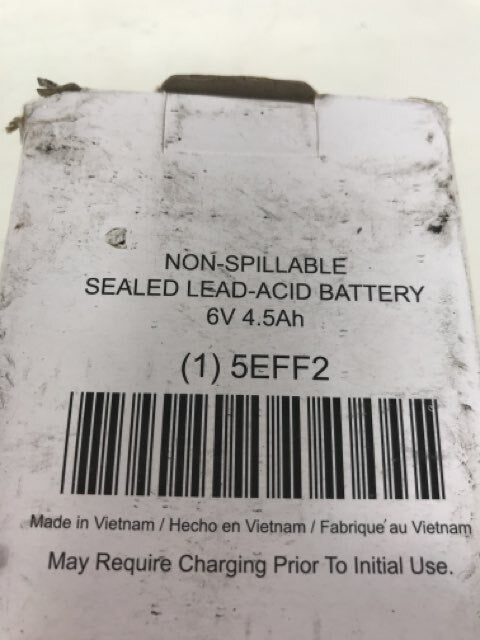 NON-SPILLABLE
SEALED LEAD-ACID BATTERY
6V 4.5Ah
(1) 5EFF2
Made in Vietnam / Hecho en Vietnam / Fabriqué au Vietnam
May Require Charging Prior To Initial Use.